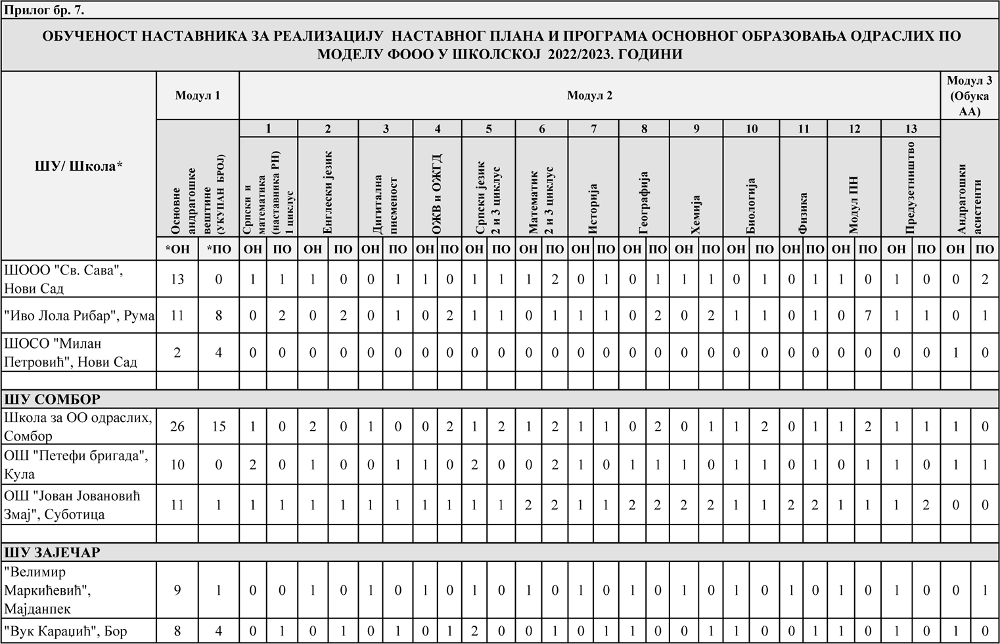 Прилог бр. 7.
ОБУЧЕНОСТ НАСТАВНИКА ЗА РЕАЛИЗАЦИЈУ НАСТАВНОГ ПЛАНА И ПРОГРАМА ОСНОВНОГ ОБРАЗОВАЊА ОДРАСЛИХ ПО
МОДЕЛУ ФООО У ШКОЛСКОЈ 2022/2023. ГОДИНИ
ШУ/ Школа*
Модул 1
Модул 2
Модул 3
(Обука
АА)
1 2 3 4 5 6 7 8 9 10 11 12 13
Основне
андрагошке
вештине
(УКУПАН БРОЈ)
Српски и
математика
(наставника РН)
1 циклус
Енглески језик
Дигитална
писменост
ОЖВ и ОЖГД
Српски језик
2 и 3 циклус
Математик
2 и 3 циклус
Историја
Географија
Хемија
Биологија
Физика
Модул ПН
Предузетништво
Андрагошки
асистенти
*ОН *ПО ОН ПО ОН ПО ОН ПО ОН ПО ОН ПО ОН ПО ОН ПО ОН ПО ОН ПО ОН ПО ОН ПО ОН ПО ОН ПО ОН ПО
ШООО "Св. Сава",
Нови Сад
13 0 1 1 1 0 0 1 1 0 1 1 1 2 0 1 0 1 1 1 0 1 0 1 1 0 1 0 0 2
"Иво Лола Рибар", Рума 11 8 0 2 0 2 0 1 0 2 1 1 0 1 1 1 0 2 0 2 1 1 0 1 0 7 1 1 0 1
ШОСО "Милан
Петровић", Нови Сад
2 4 0 0 0 0 0 0 0 0 0 0 0 0 0 0 0 0 0 0 0 0 0 0 0 0 0 0 1 0
ШУ СОМБОР
Школа за ОО одраслих,
Сомбор
26 15 1 0 2 0 1 0 0 2 1 2 1 2 1 1 0 2 0 1 1 2 0 1 1 2 1 1 1 0
ОШ "Петефи бригада",
Кула
10 0 2 0 1 0 0 1 1 0 2 0 0 2 1 0 1 1 1 0 1 1 0 1 0 1 1 0 1 1
ОШ "Јован Јовановић
Змај", Суботица
11 1 1 1 1 1 1 1 1 1 1 1 2 2 1 1 2 2 2 2 1 1 2 2 1 1 1 2 0 0
ШУ ЗАЈЕЧАР
"Велимир
Маркићевић",
Мајданпек
9 1 0 0 1 0 1 0 1 0 1 0 1 0 1 0 1 0 1 0 1 0 1 0 1 0 1 0 0 1
"Вук Караџић", Бор 8 4 0 1 0 1 0 1 0 1 2 0 0 1 0 1 1 0 0 1 1 0 0 1 1 0 1 0 1 0